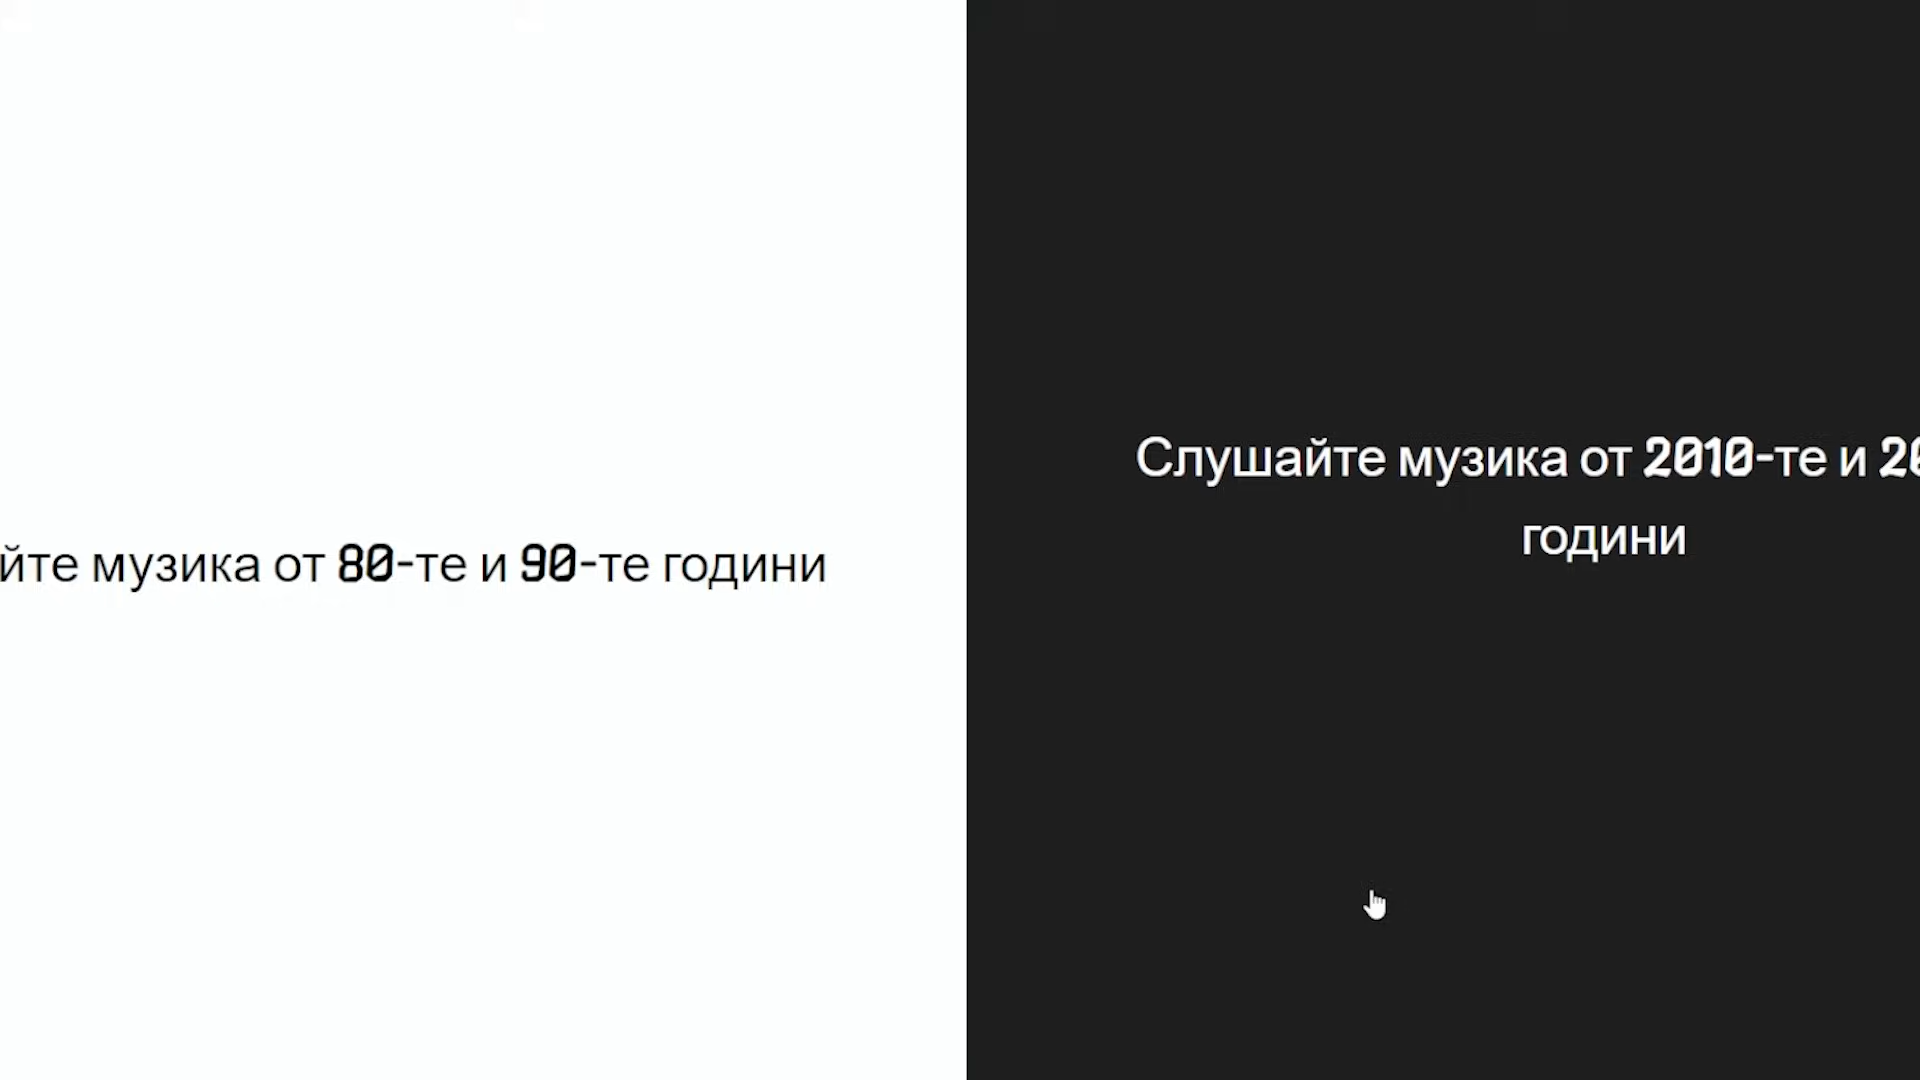 йте музика от 80-те и 90-те години
Слушайте музика от 2010-те и
години